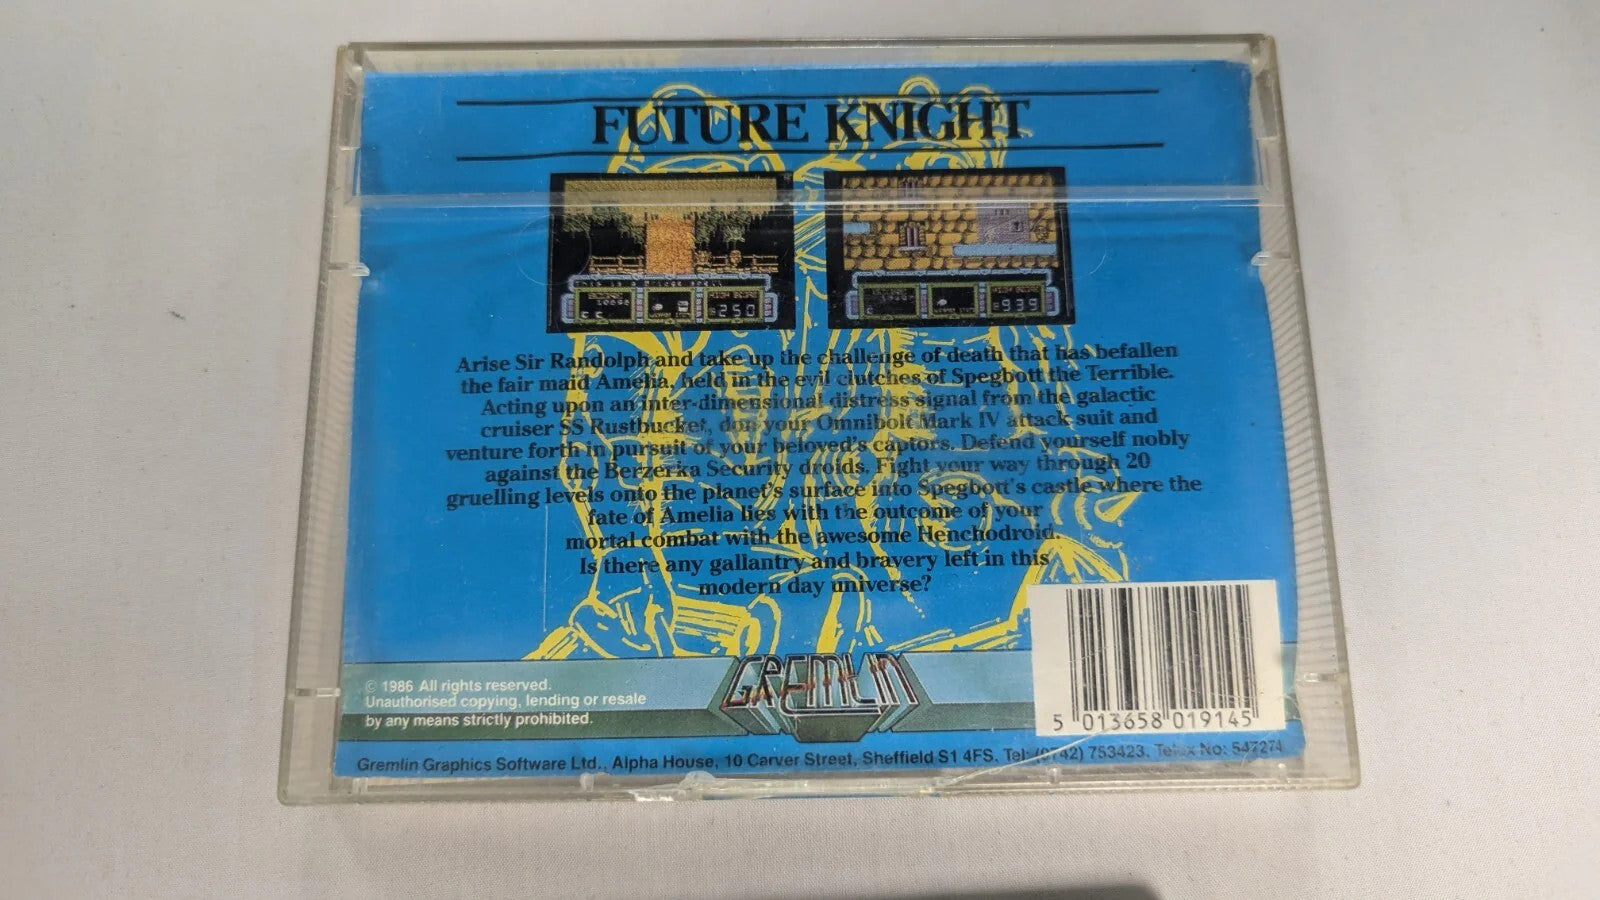 FUTURE KNIGHT
HIGH SCORE
250
939
Arise Sir Randolph and take up the challenge of death that has befallen
the fair maid Amelia, held in the evil clutches of Spegbott the Terrible.
Acting upon an inter-dimensional distress signal from the galactic
cruiser SS Rustbucket, don your Omnibolt Mark IV attack suit and
venture forth in pursuit of your beloved's captors. Defend yourself nobly
against the Berzerka Security droids. Fight your way through 20
gruelling levels onto the planet's surface into Spegbott's castle where the
fate of Amelia lies with the outcome of your
mortal combat with the awesome Henchodroid.
Is there any gallantry and bravery left in this
modern day universe?
© 1986 All rights reserved.
Unauthorised copying, lending or resale
by any means strictly prohibited.
GREMLIN
5 013658 019145
Gremlin Graphics Software Ltd., Alpha House, 10 Carver Street, Sheffield S1 4FS. Tel: (0742) 753423. Telex No: 547274